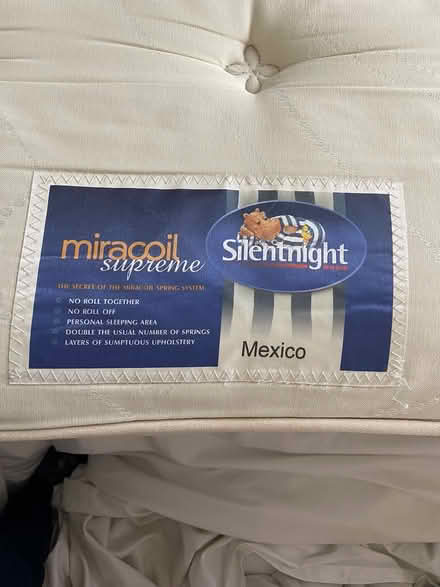 miracoil
supreme
Silentnight
THE SECRET OF THE MIRACOIL SPRING SYSTEM
NO ROLL TOGETHER
NO ROLL OFF
PERSONAL SLEEPING AREA
DOUBLE THE USUAL NUMBER OF SPRINGS
LAYERS OF SUMPTUOUS UPHOLSTERY
Mexico